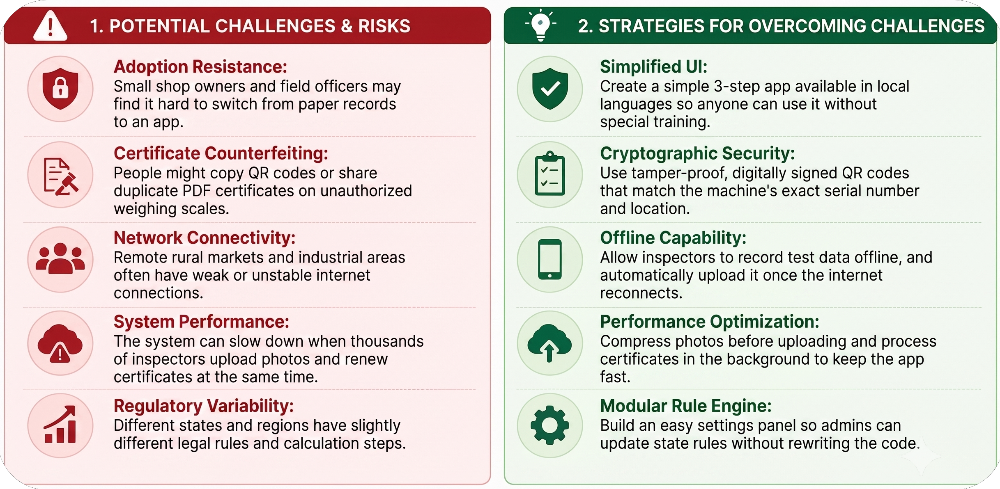 1. POTENTIAL CHALLENGES & RISKS
Adoption Resistance:
Small shop owners and field officers may
find it hard to switch from paper records
to an app.
Certificate Counterfeiting:
People might copy QR codes or share
duplicate PDF certificates on unauthorized
weighing scales.
Network Connectivity:
Remote rural markets and industrial areas
often have weak or unstable internet
connections.
System Performance:
The system can slow down when thousands
of inspectors upload photos and renew
certificates at the same time.
Regulatory Variability:
Different states and regions have slightly
different legal rules and calculation steps.
2. STRATEGIES FOR OVERCOMING CHALLENGES
Simplified UI:
Create a simple 3-step app available in local
languages so anyone can use it without
special training.
Cryptographic Security:
Use tamper-proof, digitally signed QR codes
that match the machine's exact serial number
and location.
Offline Capability:
Allow inspectors to record test data offline, and
automatically upload it once the internet
reconnects.
Performance Optimization:
Compress photos before uploading and process
certificates in the background to keep the app
fast.
Modular Rule Engine:
Build an easy settings panel so admins can
update state rules without rewriting the code.